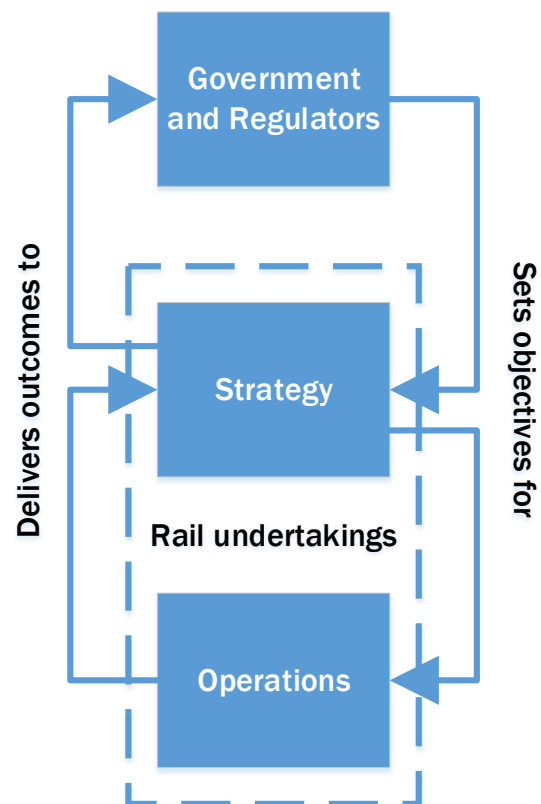 Government
and Regulators
Delivers outcomes to
Sets objectives for
Strategy
Rail undertakings
Operations